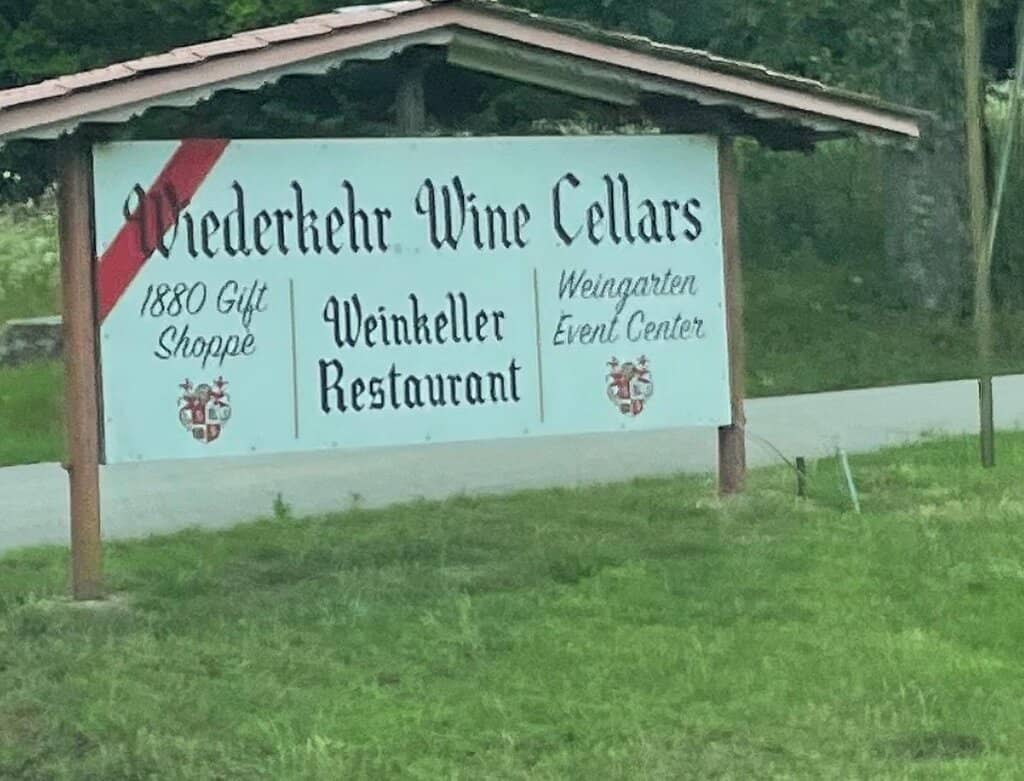 Wiederkehr Wine Cellars
1880 Gift
Shoppe
Weinkeller
Restaurant
Weingarten
Event Center